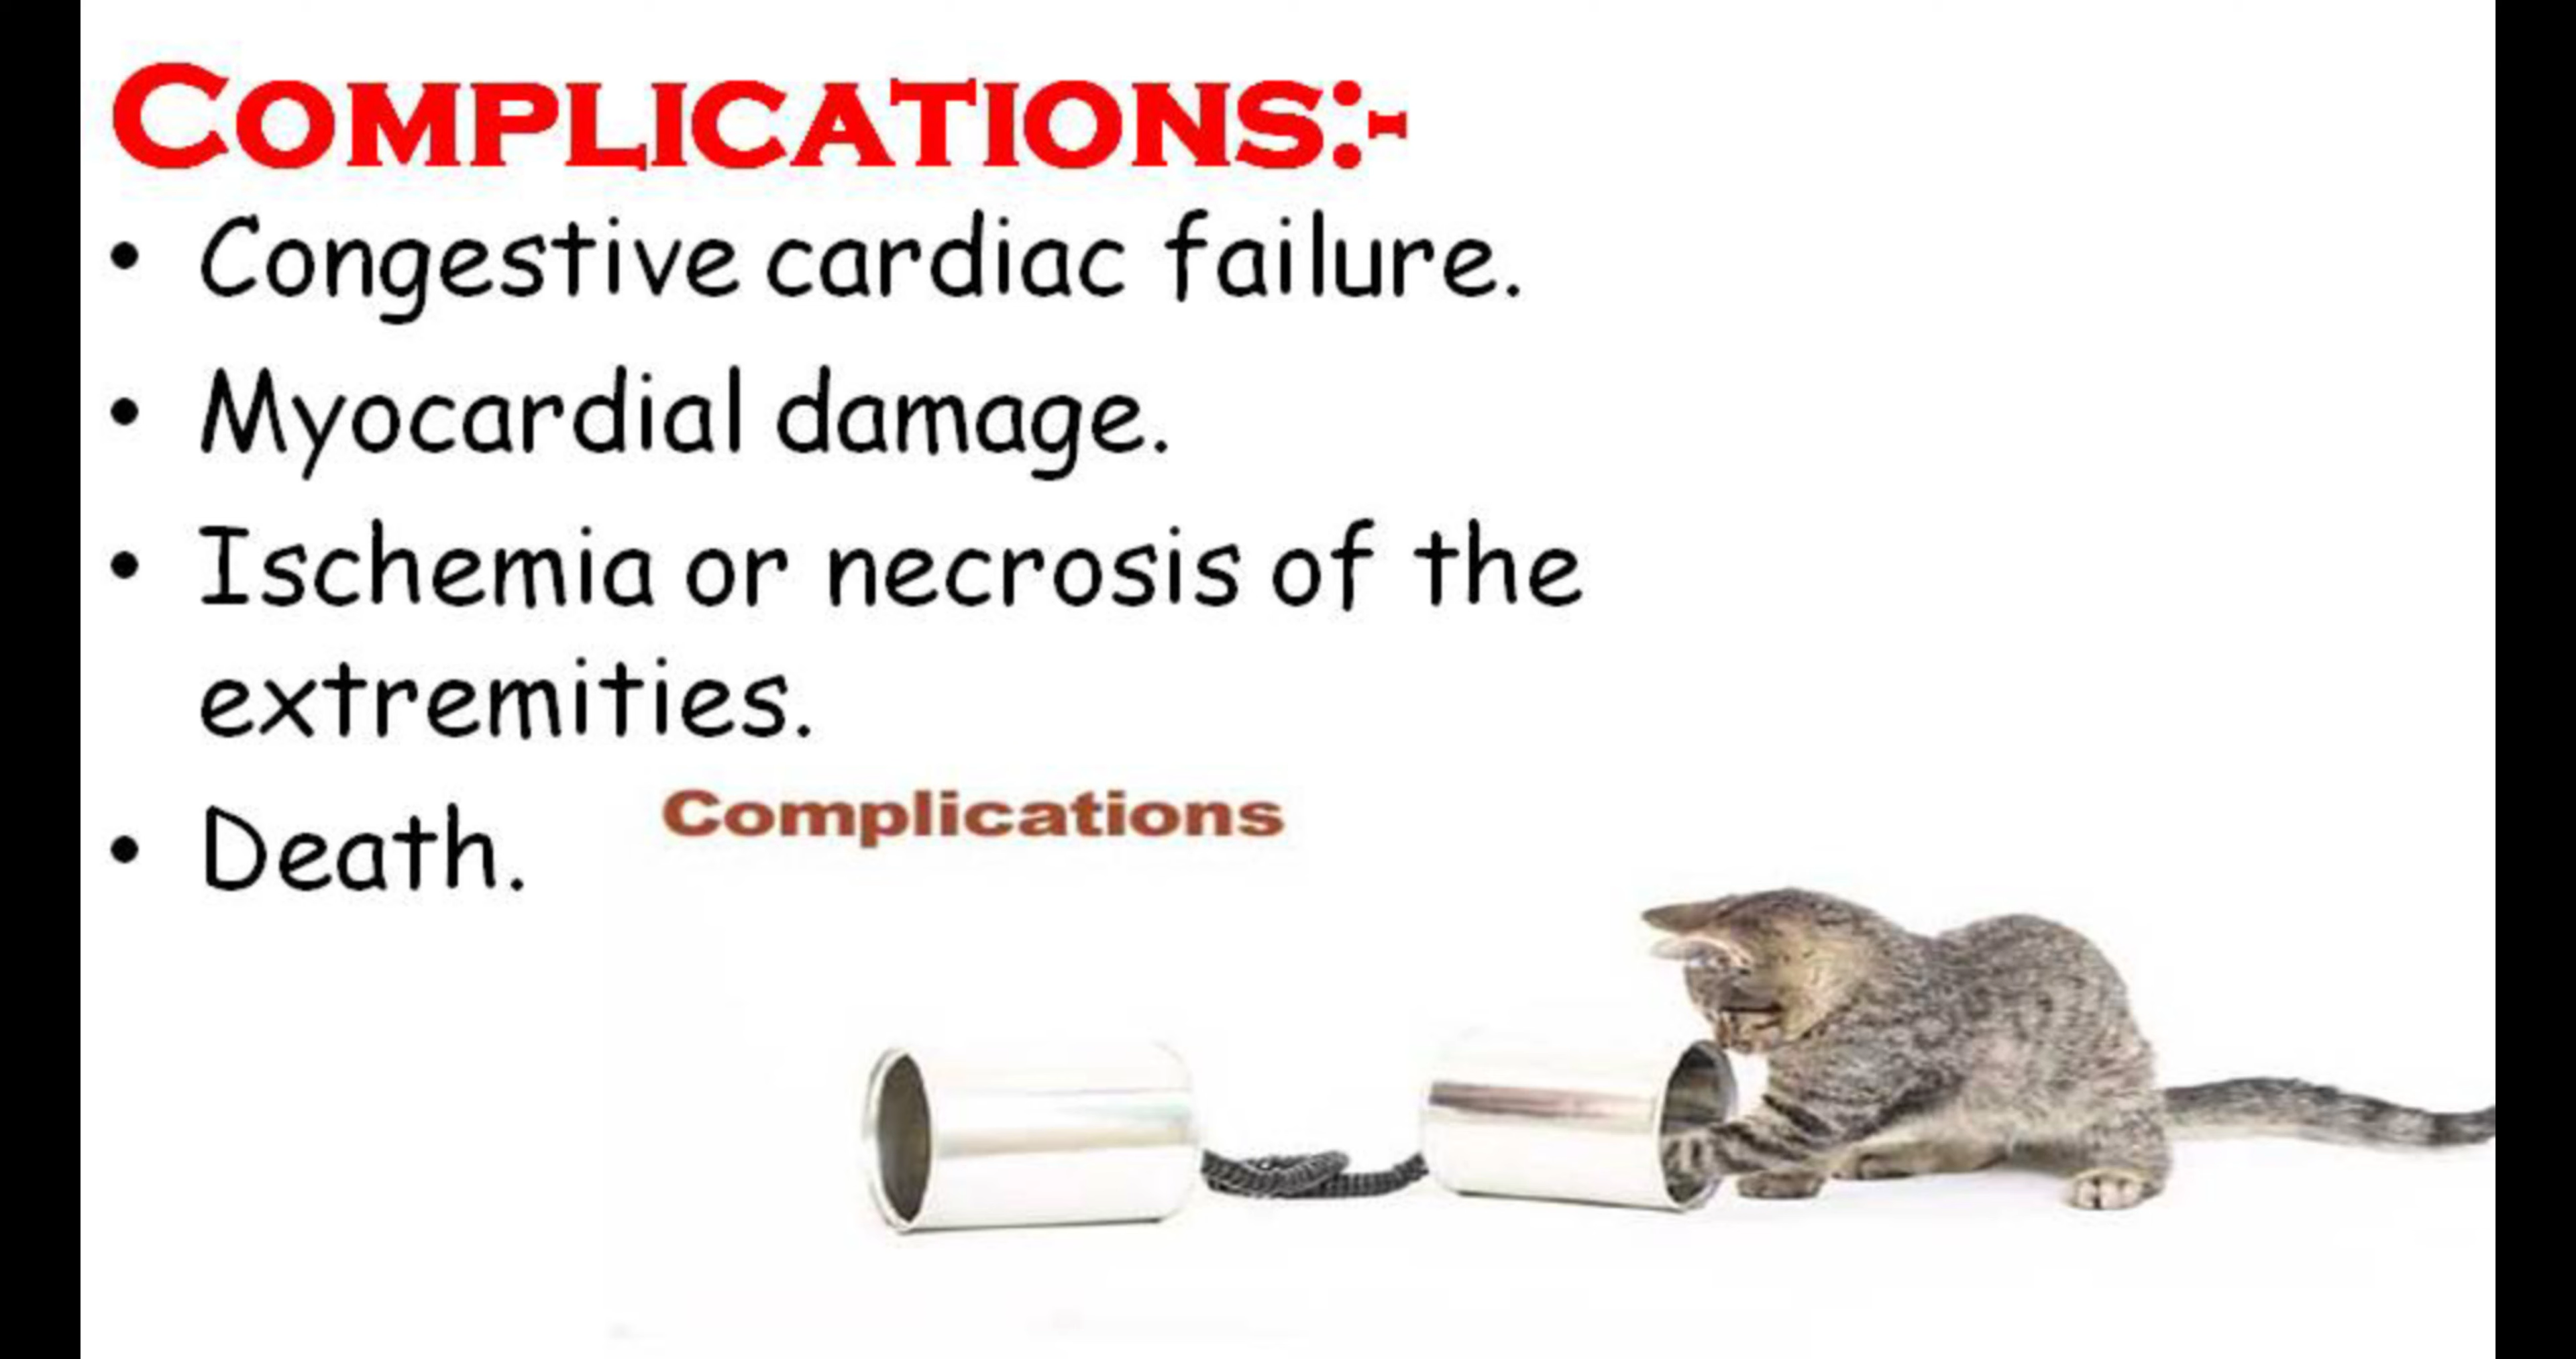 COMPLICATIONS:-
• Congestive cardiac failure.
• Myocardial damage.
• Ischemia or necrosis of the
extremities.
• Death.
Complications